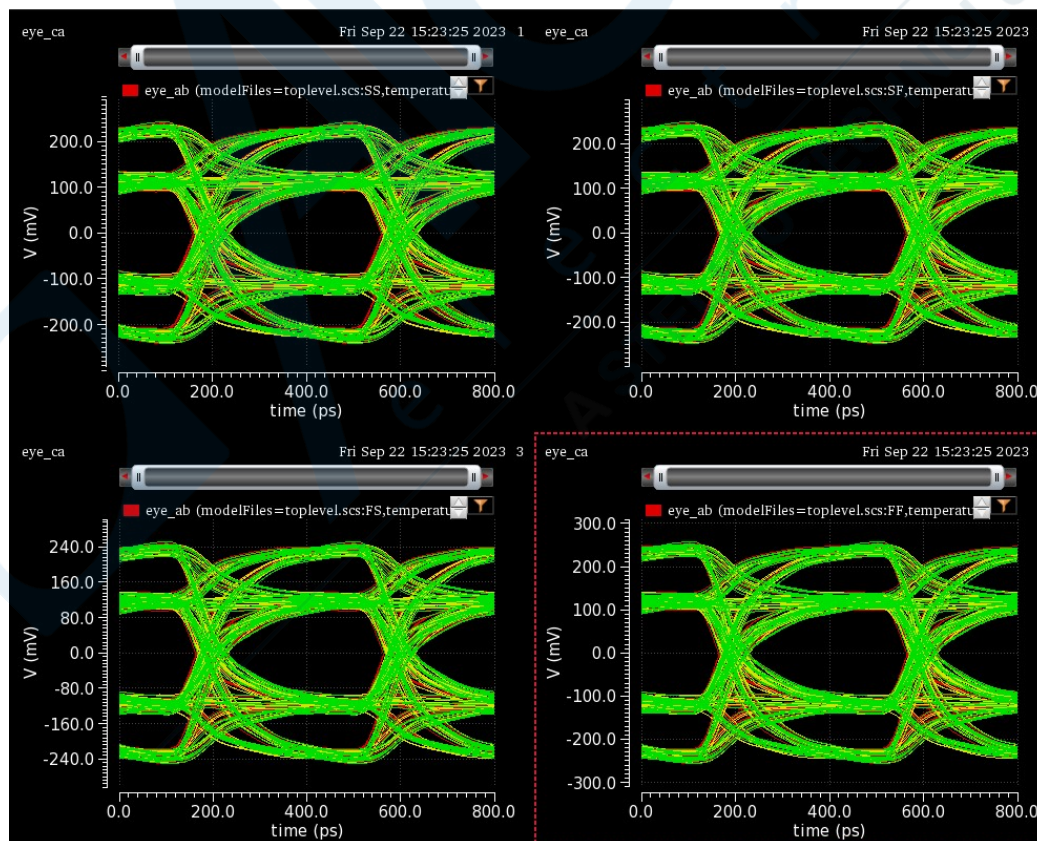 eye_ca Fri Sep 22 15:23:25 2023 1
eye_ab (modelFiles=toplevel.scs:SS,temperatu
200.0
100.0
0.0
-100.0
-200.0
V (mV)
0.0 200.0 400.0 600.0 800.0
time (ps)
eye_ca Fri Sep 22 15:23:25 2023
eye_ab (modelFiles=toplevel.scs:SF,temperatu
200.0
100.0
0.0
-100.0
-200.0
V (mV)
0.0 200.0 400.0 600.0 800.0
time (ps)
eye_ca Fri Sep 22 15:23:25 2023 3
eye_ab (modelFiles=toplevel.scs:FS,temperatu
240.0
160.0
80.0
0.0
-80.0
-160.0
-240.0
V (mV)
0.0 200.0 400.0 600.0 800.0
time (ps)
eye_ca Fri Sep 22 15:23:25 2023
eye_ab (modelFiles=toplevel.scs:FF,temperatu
300.0
200.0
100.0
0.0
-100.0
-200.0
-300.0
V (mV)
0.0 200.0 400.0 600.0 800.0
time (ps)